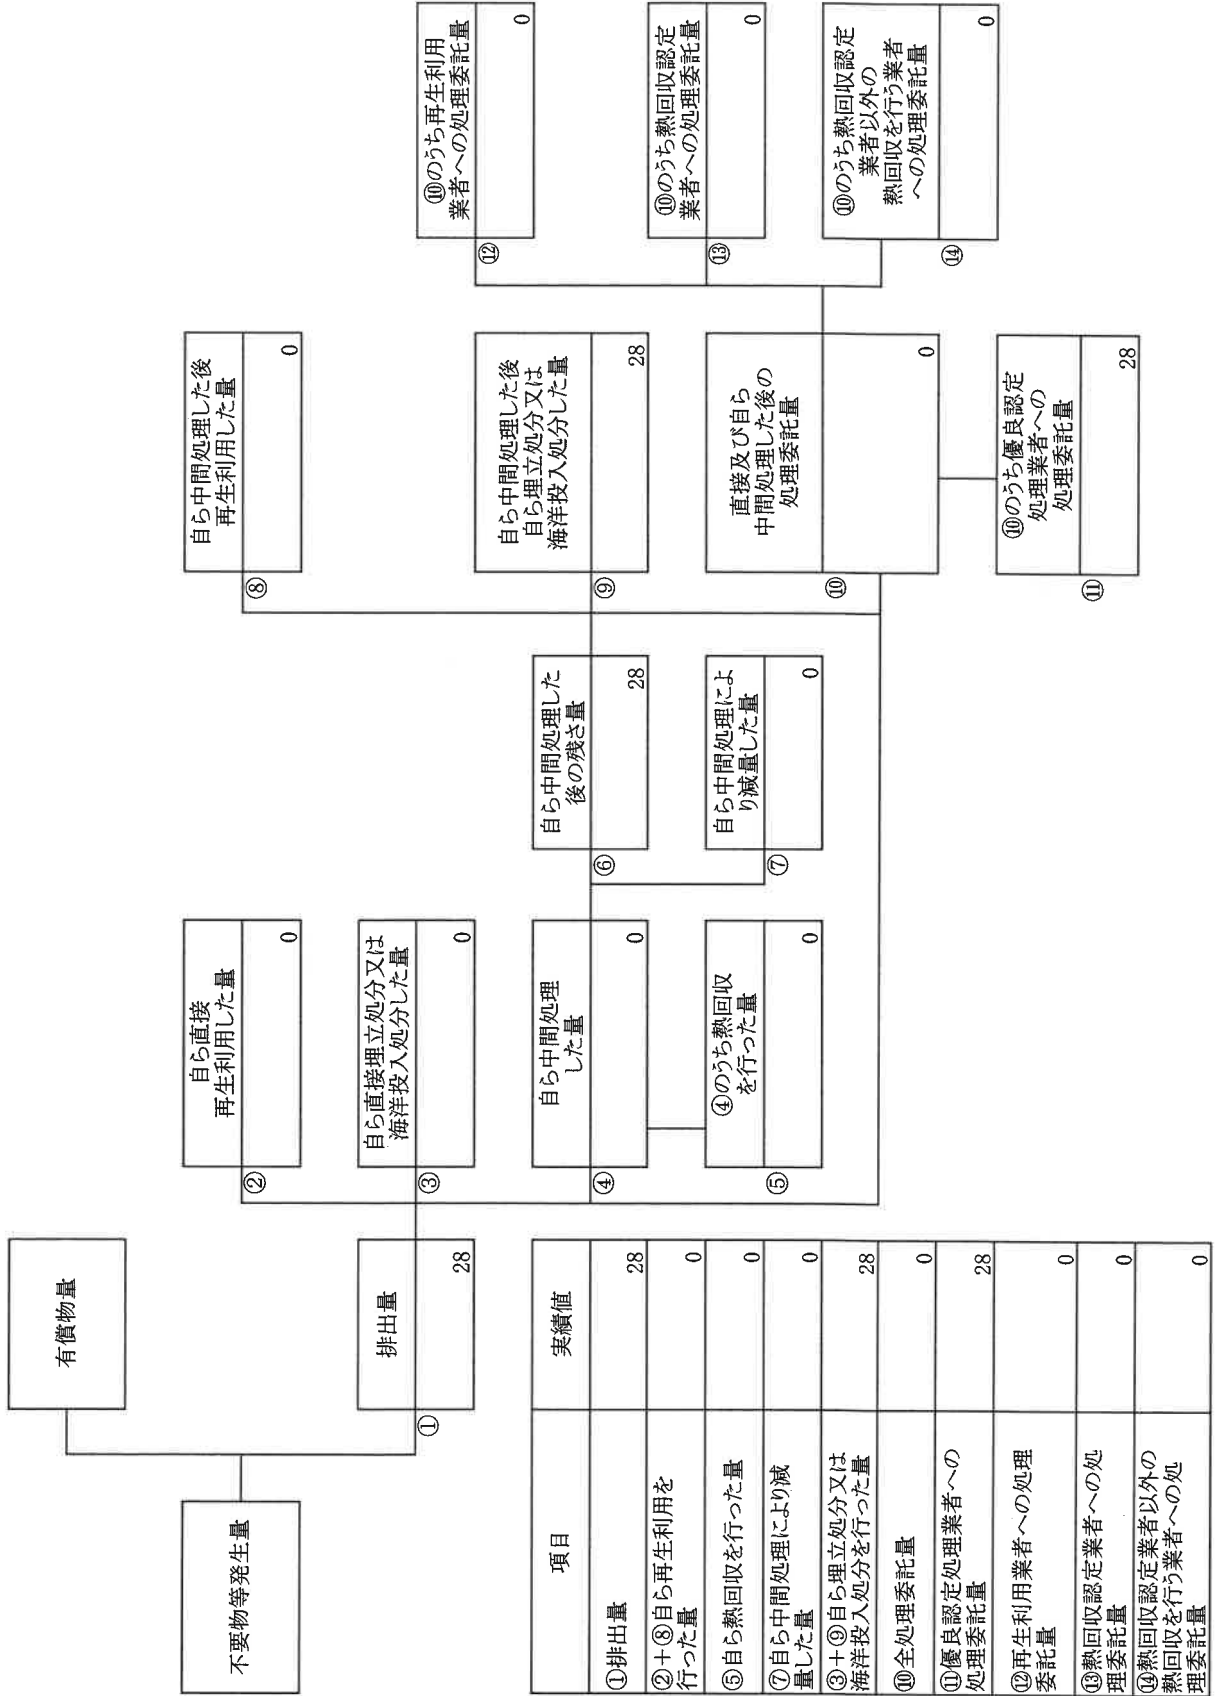 不要物等発生量
有償物量
①
排出量
28
②
自ら直接
再生利用した量
0
③
自ら直接埋立処分又は
海洋投入処分した量
0
④
自ら中間処理
した量
0
⑤
④のうち熱回収
を行った量
0
⑥
自ら中間処理した
後の残さ量
28
⑦
自ら中間処理によ
り減量した量
0
⑧
自ら中間処理した後
再生利用した量
0
⑨
自ら中間処理した後
自ら埋立処分又は
海洋投入処分した量
28
⑩
直接及び自ら
中間処理した後の
処理委託量
0
⑪
⑩のうち優良認定
処理業者への
処理委託量
28
⑫
⑩のうち再生利用
業者への処理委託量
0
⑬
⑩のうち熱回収認定
業者への処理委託量
0
⑭
⑩のうち熱回収認定
業者以外の
熱回収を行う業者
への処理委託量
0
項目 実績値
①排出量 28
②+⑧自ら再生利用を
行った量 0
⑤自ら熱回収を行った量 0
⑦自ら中間処理により減
量した量 0
③+⑨自ら埋立処分又は
海洋投入処分を行った量 28
⑩全処理委託量 0
⑪優良認定処理業者への
処理委託量 28
⑫再生利用業者への処理
委託量 0
⑬熱回収認定業者への処
理委託量 0
⑭熱回収認定業者以外の
熱回収を行う業者への処
理委託量 0